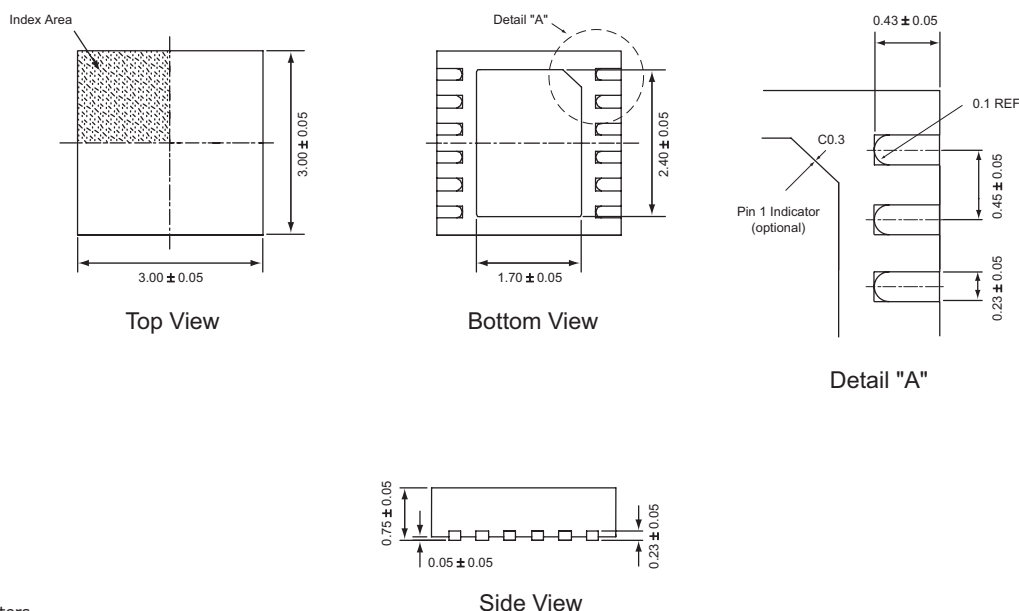 Index Area
3.00 ± 0.05
3.00 ± 0.05
Top View
Detail "A"
2.40 ± 0.05
1.70 ± 0.05
Bottom View
0.43 ± 0.05
0.1 REF
C0.3
0.45 ± 0.05
Pin 1 Indicator
(optional)
0.23 ± 0.05
Detail "A"
0.75 ± 0.05
0.05 ± 0.05
0.23 ± 0.05
Side View